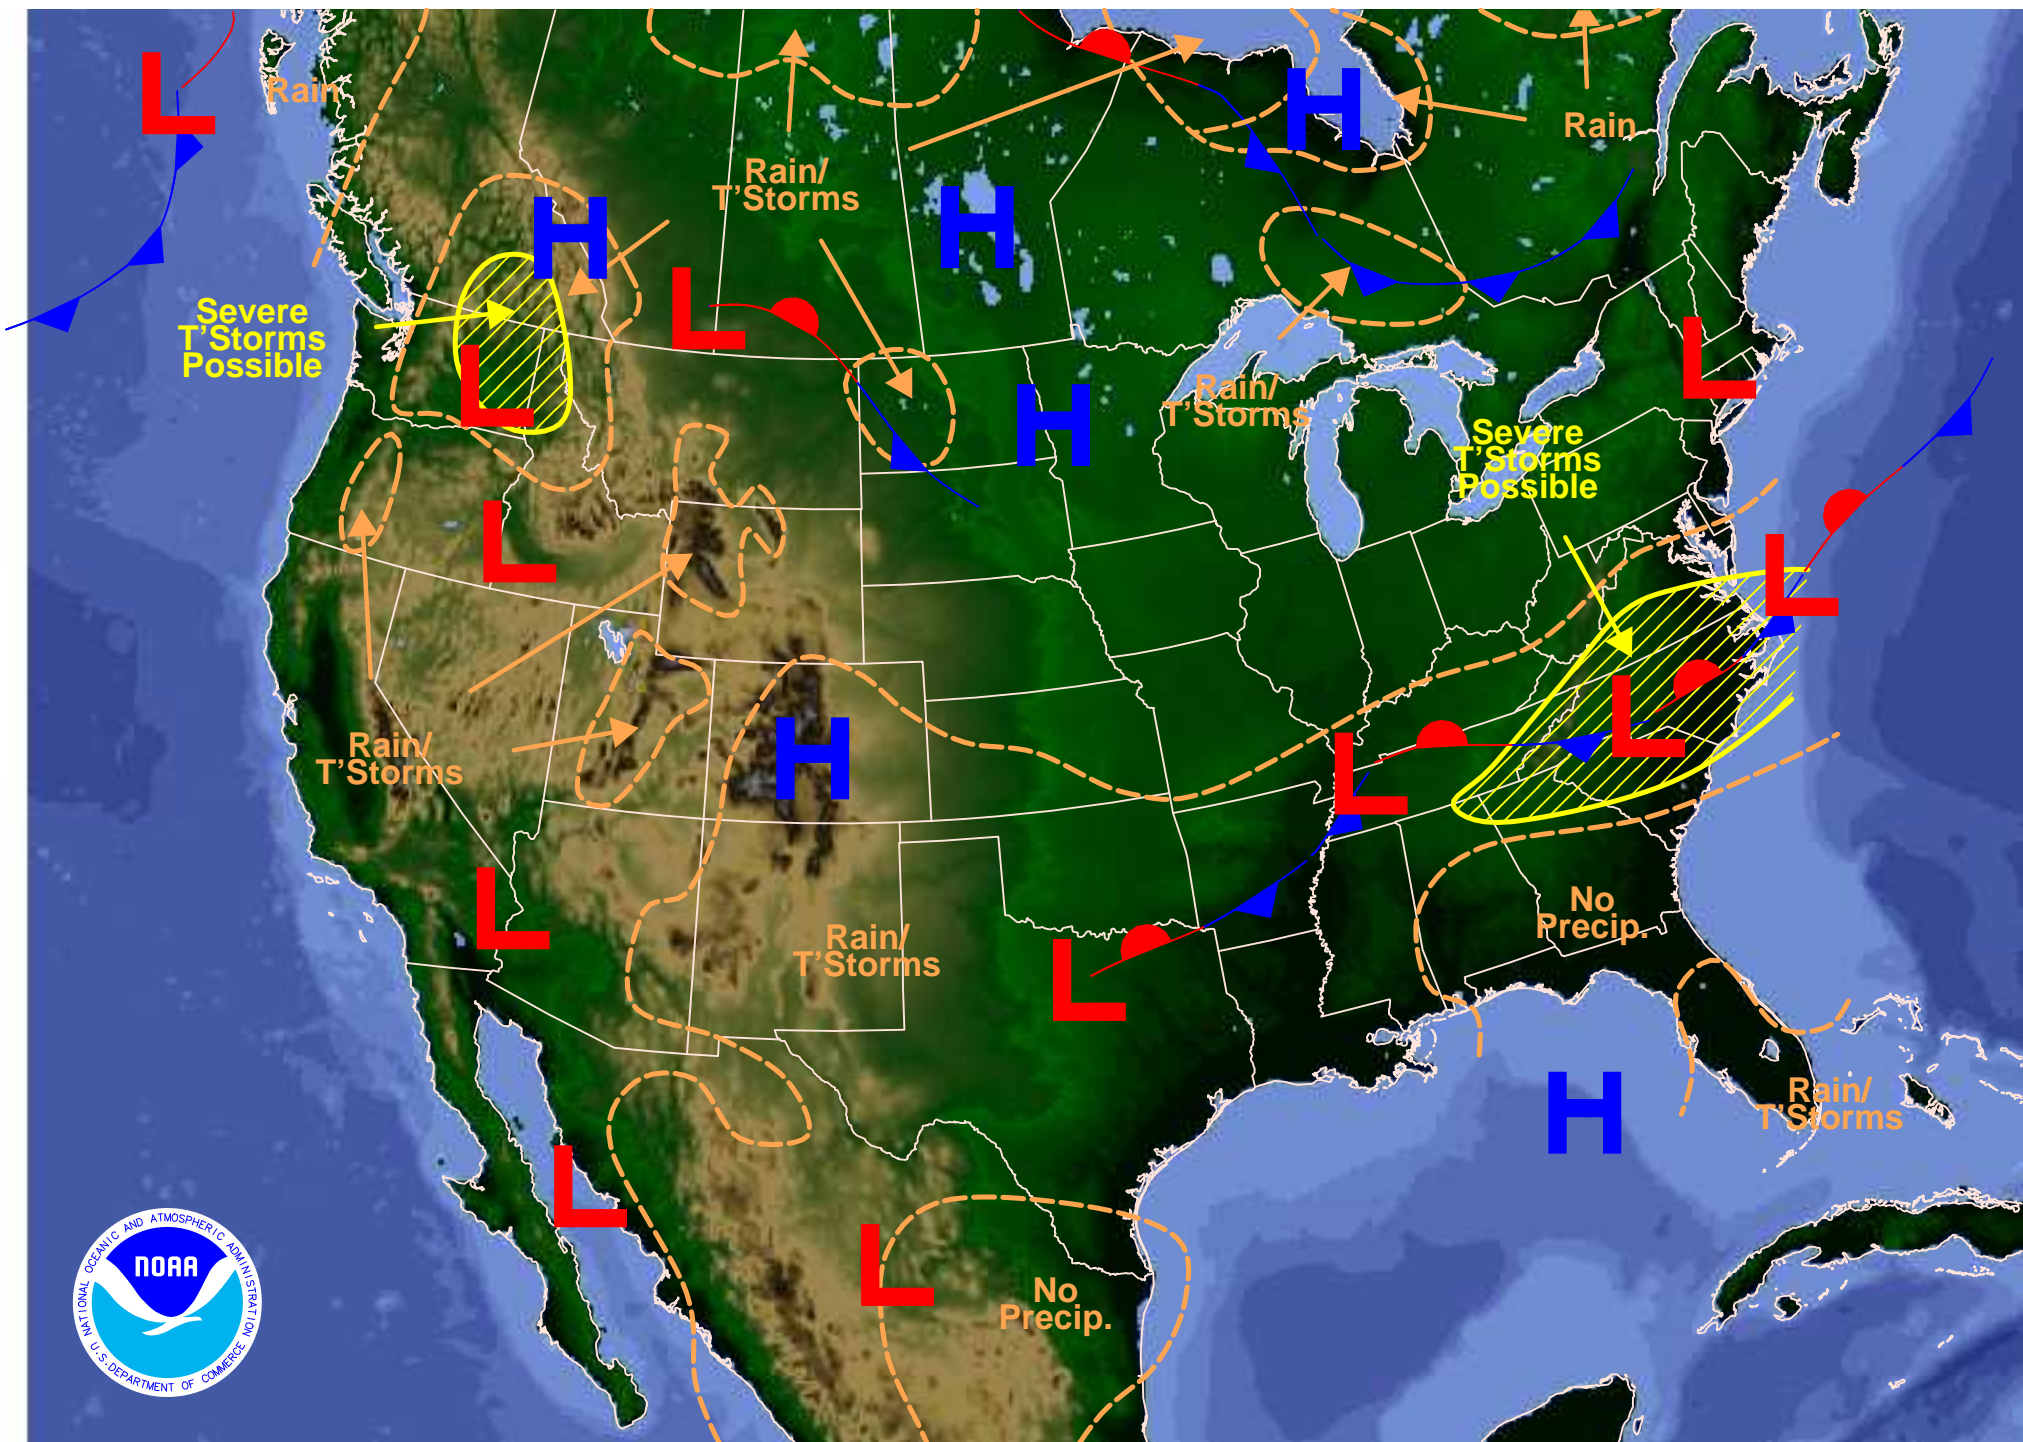 L
Rain
H
Rain
Rain/
T’Storms
H
H
L
Severe
T’Storms
Possible
L
H
Rain/
T’Storms
L
Severe
T’Storms
Possible
L
L
Rain/
T’Storms
H
L
L
L
No
Precip.
L
Rain/
T’Storms
L
H
Rain/
T’Storms
L
L
No
Precip.
NATIONAL OCEANIC AND ATMOSPHERIC ADMINISTRATION
NOAA
U.S. DEPARTMENT OF COMMERCE